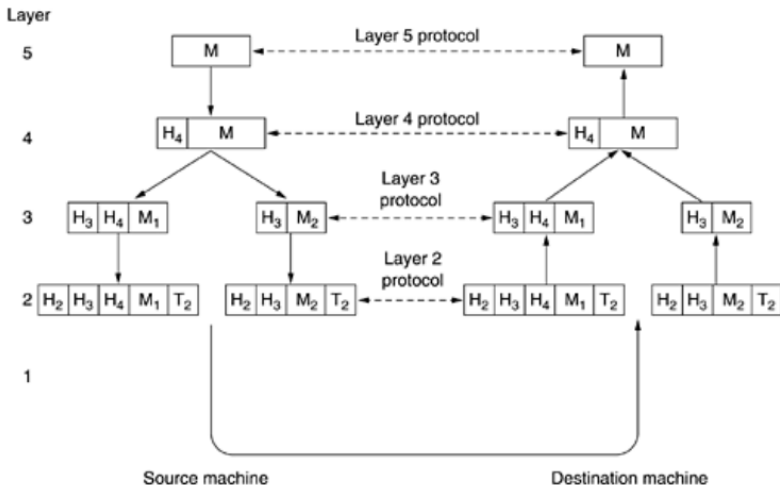 Layer
5 M Layer 5 protocol M
4 H₄ M Layer 4 protocol H₄ M
Layer 3
protocol
3 H₃ H₄ M₁ H₃ M₂ H₃ H₄ M₁ H₃ M₂
Layer 2
protocol
2 H₂ H₃ H₄ M₁ T₂ H₂ H₃ M₂ T₂ H₂ H₃ H₄ M₁ T₂ H₂ H₃ M₂ T₂
1
Source machine Destination machine